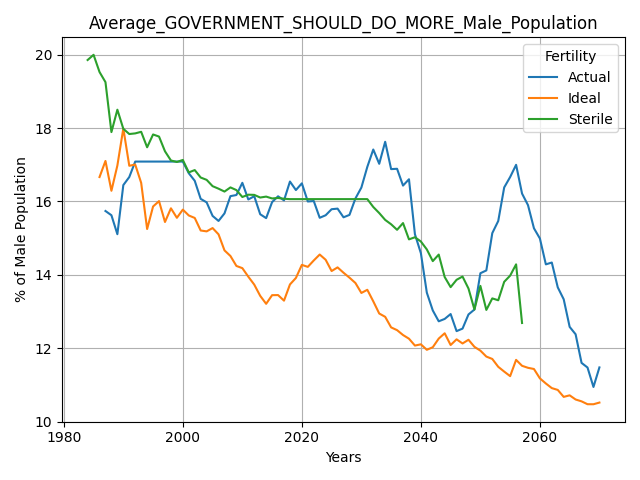 Average_GOVERNMENT_SHOULD_DO_MORE_Male_Population
Fertility
Actual
Ideal
Sterile
% of Male Population
20
18
16
14
12
10
1980
2000
2020
2040
2060
Years